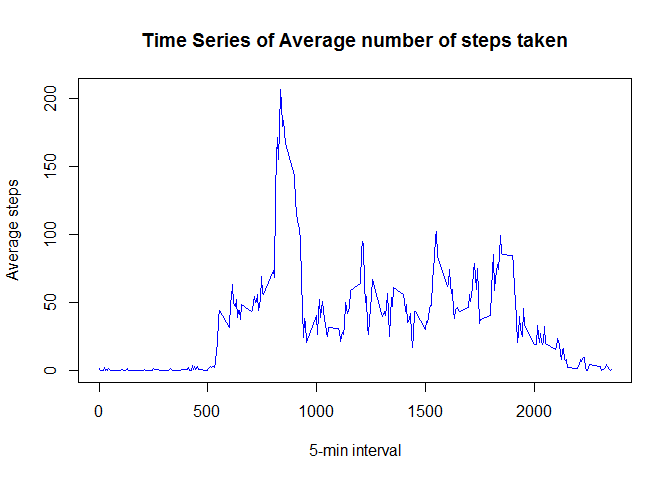 Time Series of Average number of steps taken
Average steps
200
150
100
50
0
0 500 1000 1500 2000
5-min interval